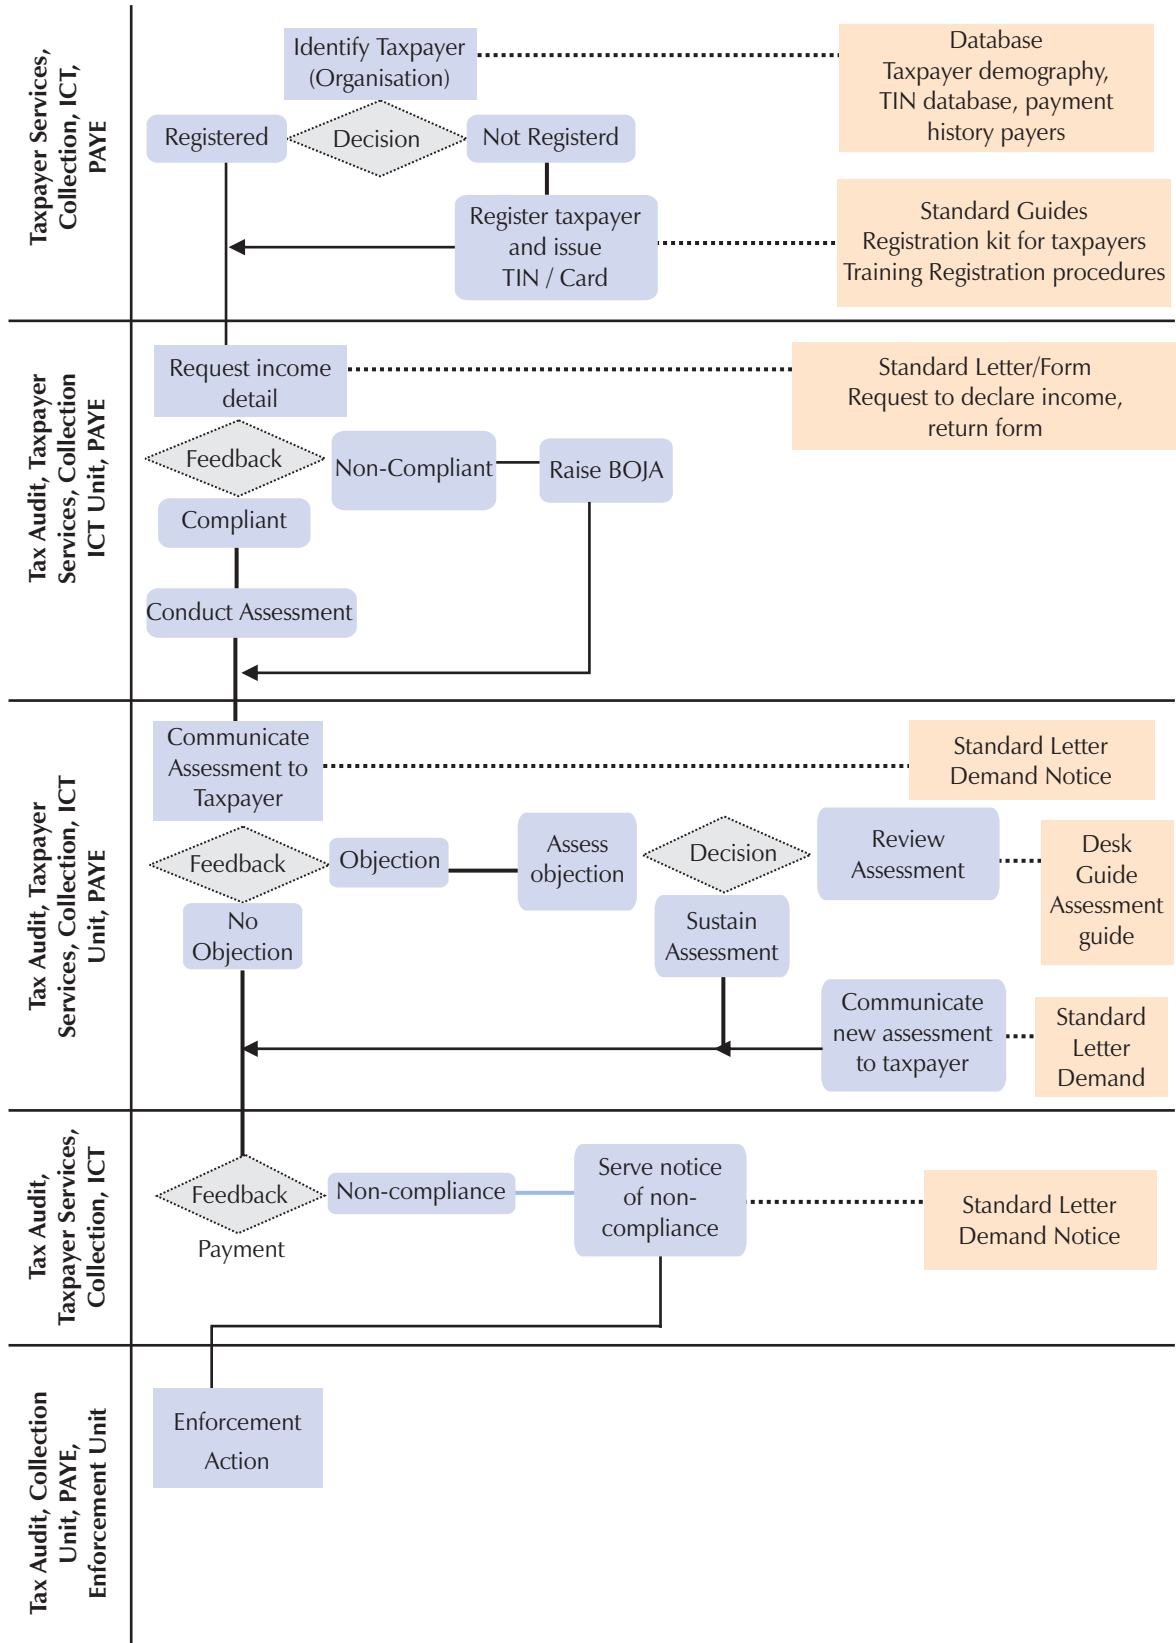 Taxpayer Services,
Collection, ICT,
PAYE
Identify Taxpayer
(Organisation)
Database
Taxpayer demography,
TIN database, payment
history payers
Registered
Decision
Not Registerd
Register taxpayer
and issue
TIN / Card
Standard Guides
Registration kit for taxpayers
Training Registration procedures
Tax Audit, Taxpayer
Services, Collection
ICT Unit, PAYE
Request income
detail
Standard Letter/Form
Request to declare income,
return form
Feedback
Non-Compliant
Raise BOJA
Compliant
Conduct Assessment
Tax Audit, Taxpayer
Services, Collection, ICT
Unit, PAYE
Communicate
Assessment to
Taxpayer
Standard Letter
Demand Notice
Feedback
Objection
Assess
objection
Decision
Review
Assessment
Desk
Guide
Assessment
guide
No
Objection
Sustain
Assessment
Communicate
new assessment
to taxpayer
Standard
Letter
Demand
Tax Audit,
Taxpayer Services,
Collection, ICT
Feedback
Non-compliance
Serve notice
of non-
compliance
Standard Letter
Demand Notice
Payment
Tax Audit, Collection
Unit, PAYE,
Enforcement Unit
Enforcement
Action